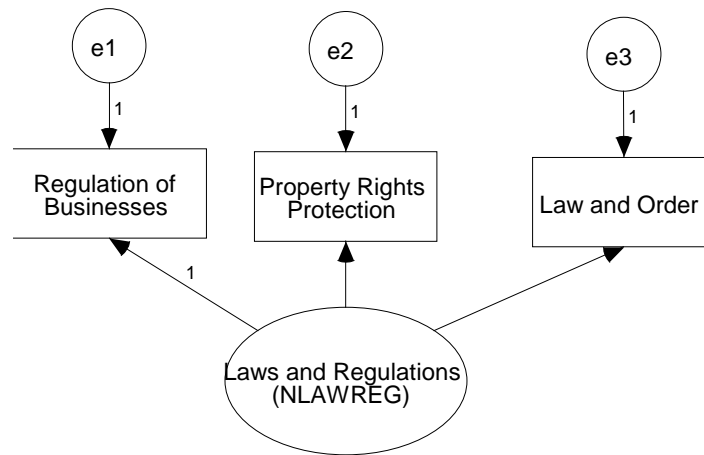 e1
e2
e3
1
1
1
Regulation of
Businesses
Property Rights
Protection
Law and Order
1
Laws and Regulations
(NLAWREG)